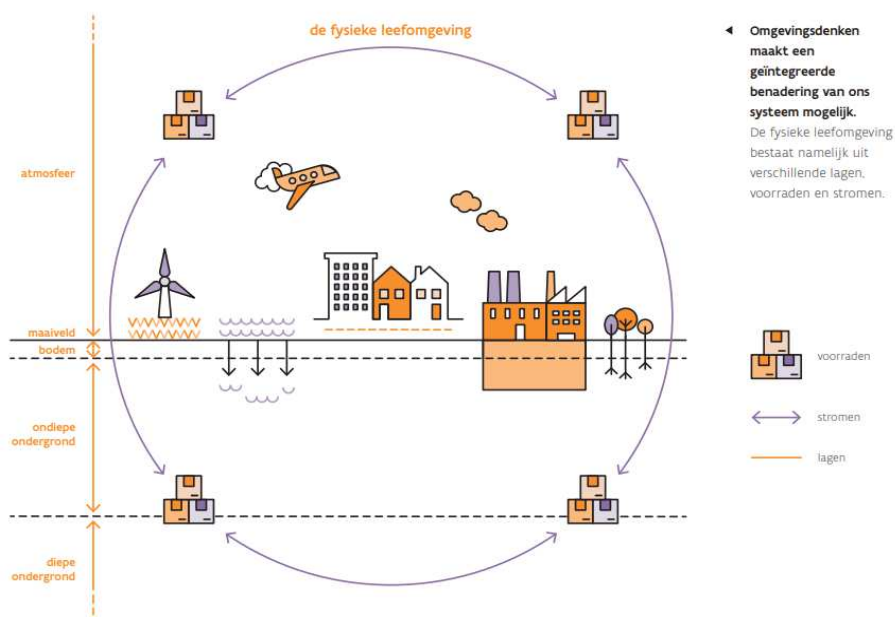 de fysieke leefomgeving
atmosfeer
maaiveld
bodem
ondiepe
ondergrond
diepe
ondergrond
Omgevingsdenken
maakt een
geïntegreerde
benadering van ons
systeem mogelijk.
De fysieke leefomgeving
bestaat namelijk uit
verschillende lagen,
voorraden en stromen.
voorraden
stromen
lagen